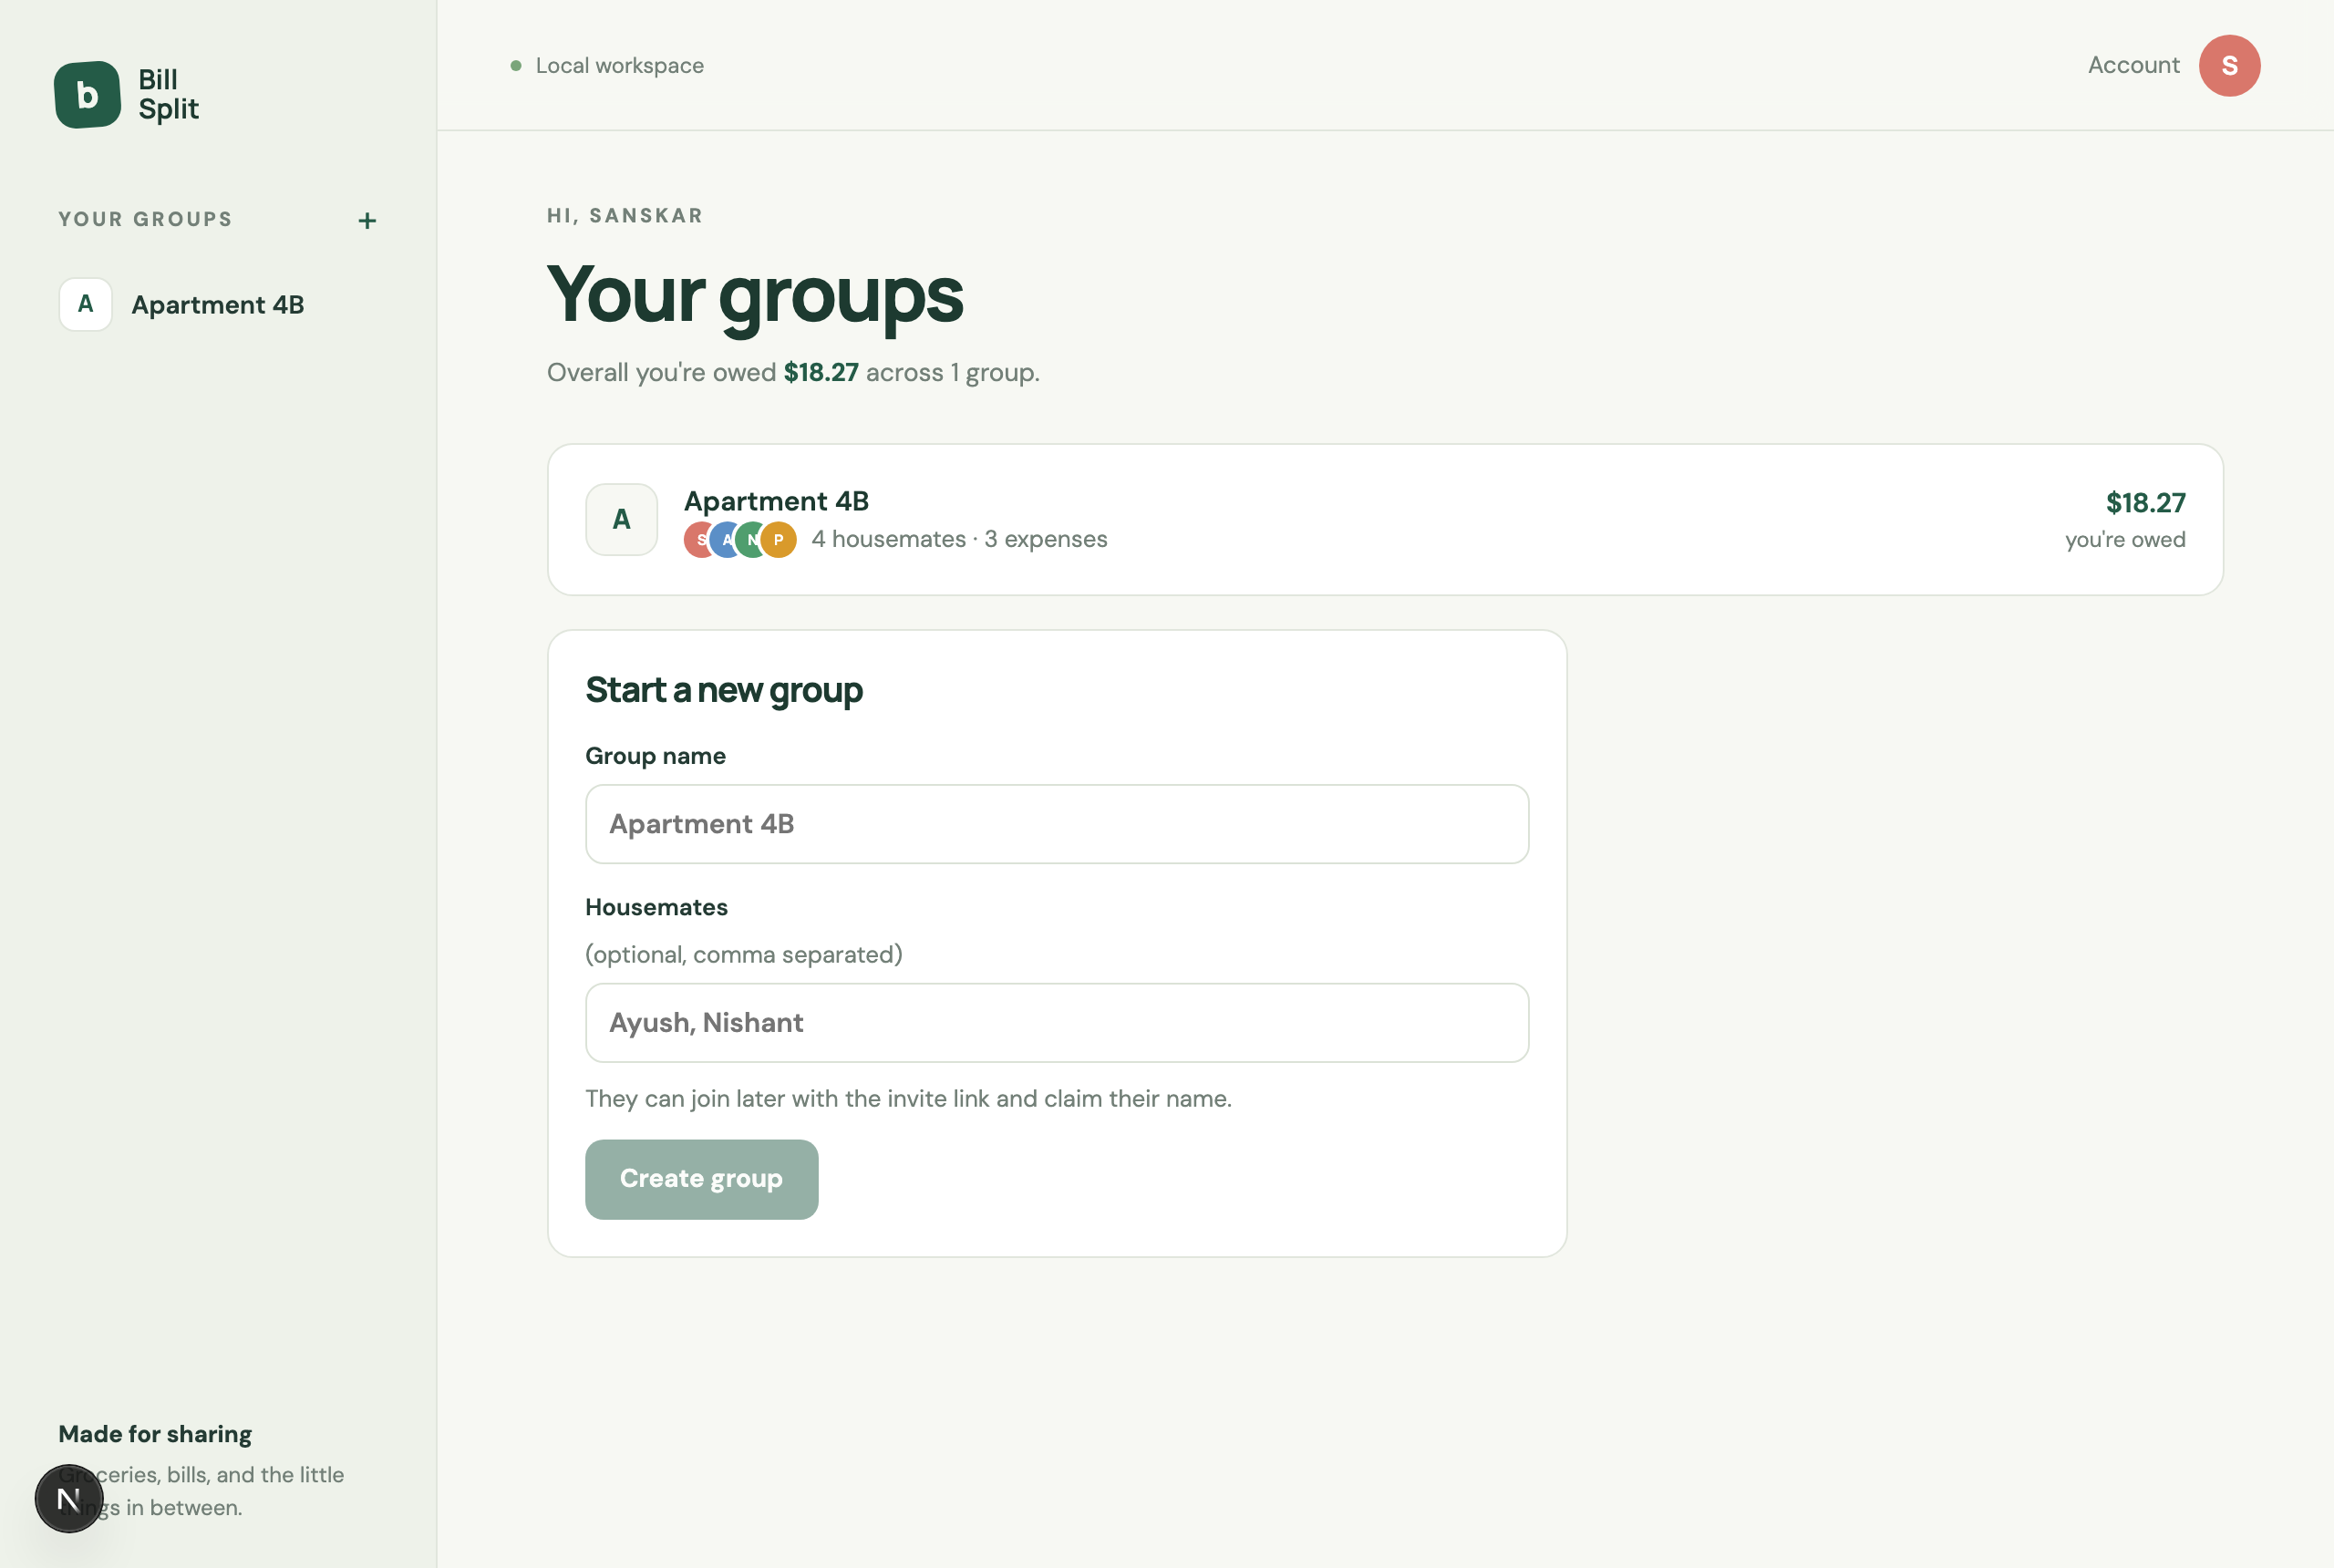 b
Bill
Split
YOUR GROUPS
+
A
Apartment 4B
Made for sharing
Groceries, bills, and the little
in between.
N
Local workspace
Account
S
HI, SANSKAR
Your groups
Overall you're owed $18.27 across 1 group.
A
Apartment 4B
S A N P 4 housemates · 3 expenses
$18.27
you're owed
Start a new group
Group name
Apartment 4B
Housemates
(optional, comma separated)
Ayush, Nishant
They can join later with the invite link and claim their name.
Create group